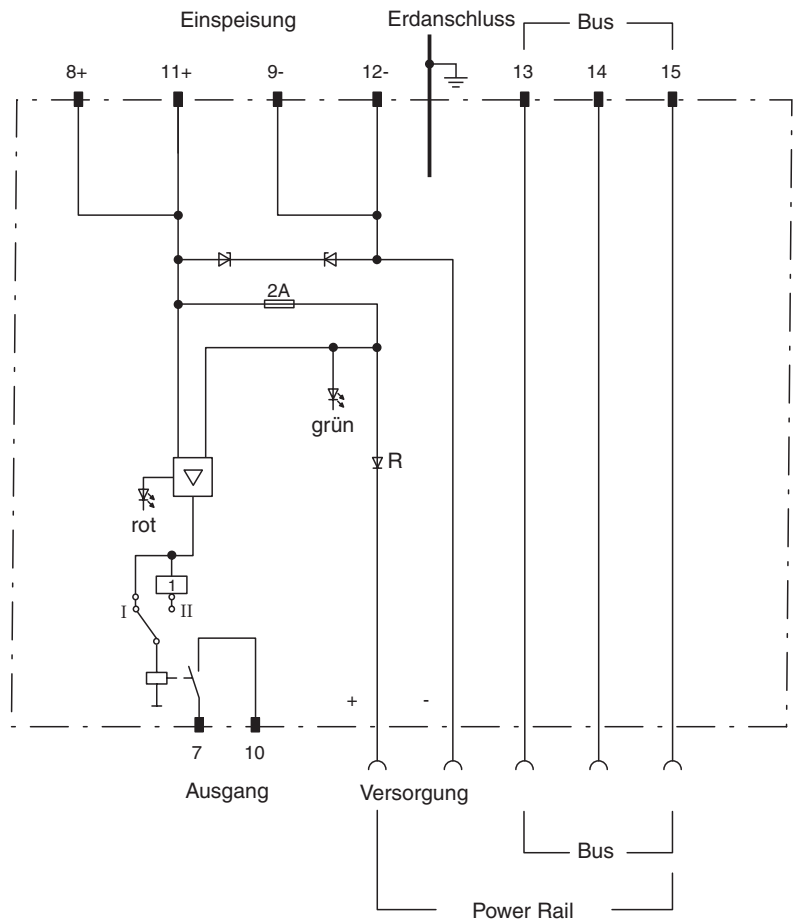 Einspeisung Erdanschluss Bus
8+ 11+ 9- 12- 13 14 15
2A
grün
R
rot
1
I II
+ -
7 10
Ausgang Versorgung
Bus
Power Rail